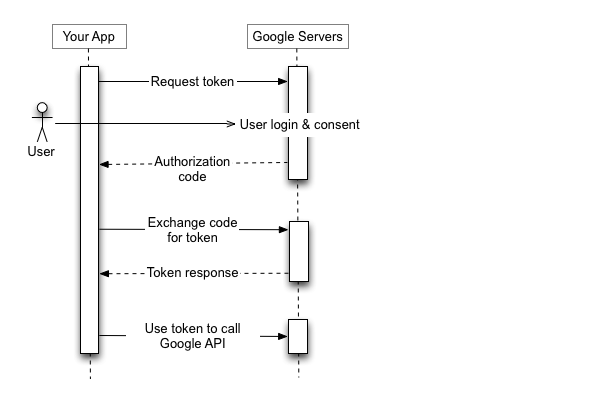 Your App
Google Servers
Request token
User login & consent
User
Authorization
code
Exchange code
for token
Token response
Use token to call
Google API